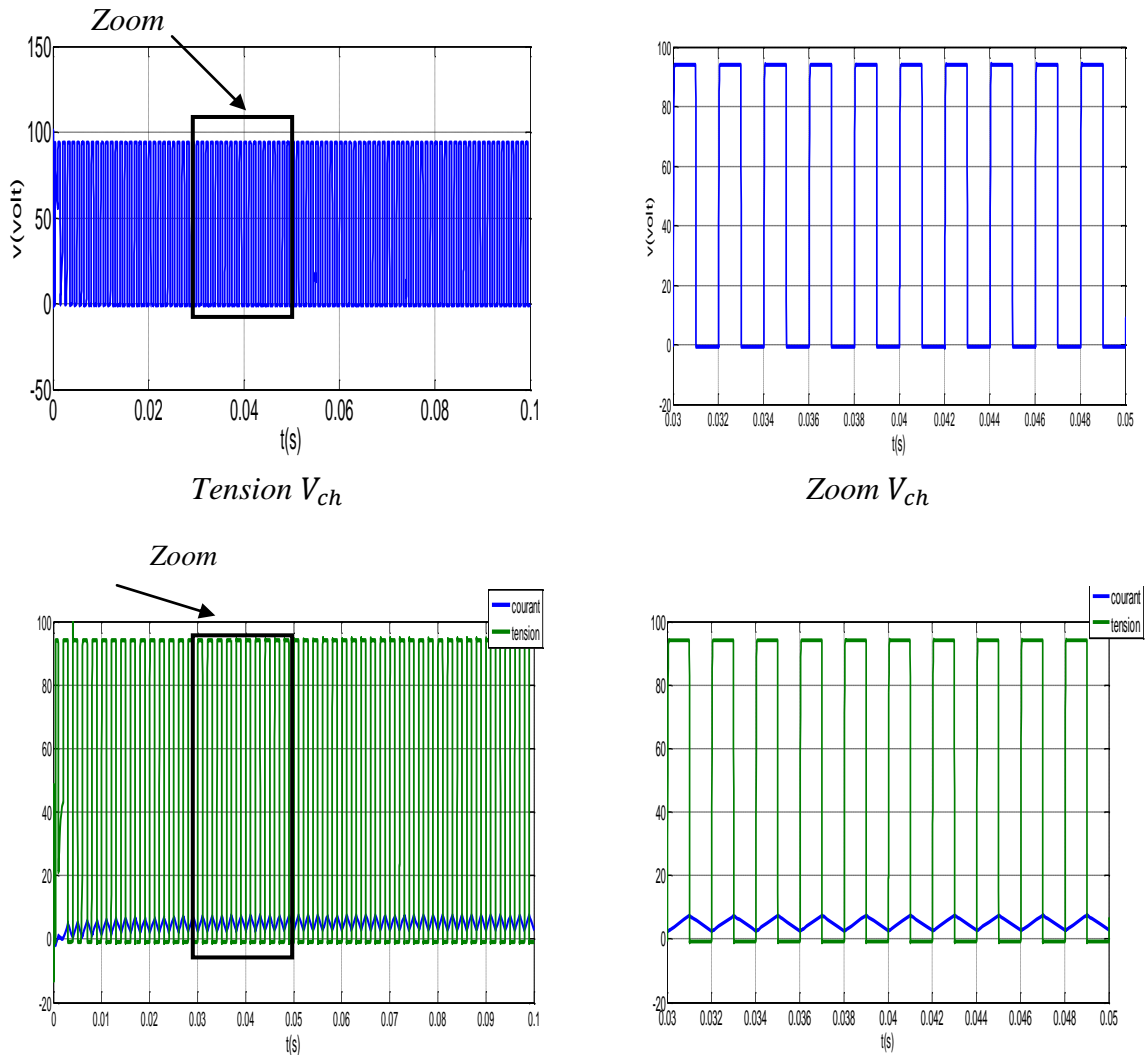 Zoom
150
100
50
0
-50
v(volt)
0 0.02 0.04 0.06 0.08 0.1
t(s)
Tension V_ch
100
80
60
40
20
0
-20
v(volt)
0.03 0.032 0.034 0.036 0.038 0.04 0.042 0.044 0.046 0.048 0.05
t(s)
Zoom V_ch
Zoom
courant
tension
100
80
60
40
20
0
-20
0 0.01 0.02 0.03 0.04 0.05 0.06 0.07 0.08 0.09 0.1
t(s)
courant
tension
100
80
60
40
20
0
-20
0.03 0.032 0.034 0.036 0.038 0.04 0.042 0.044 0.046 0.048 0.05
t(s)